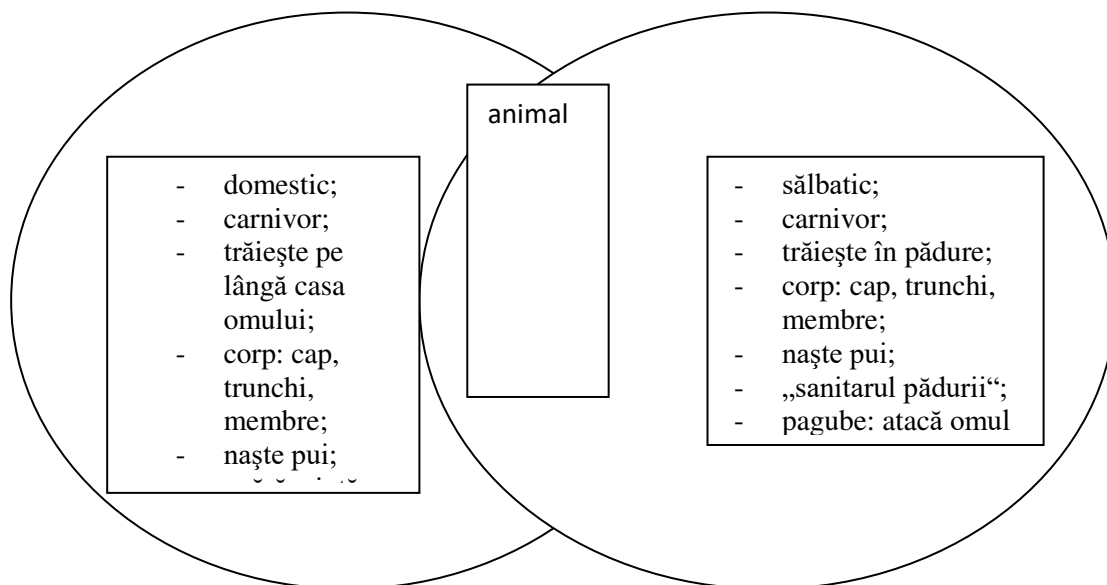 animal
- domestic;
- carnivor;
- trăieşte pe
lângă casa
omului;
- corp: cap,
trunchi,
membre;
- naşte pui;
- sălbatic;
- carnivor;
- trăieşte în pădure;
- corp: cap, trunchi,
membre;
- naşte pui;
- „sanitarul pădurii“;
- pagube: atacă omul